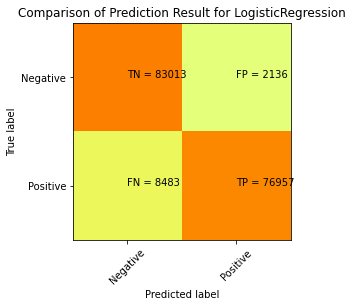 Comparison of Prediction Result for LogisticRegression
Negative
TN = 83013
FP = 2136
True label
Positive
FN = 8483
TP = 76957
Negative
Positive
Predicted label